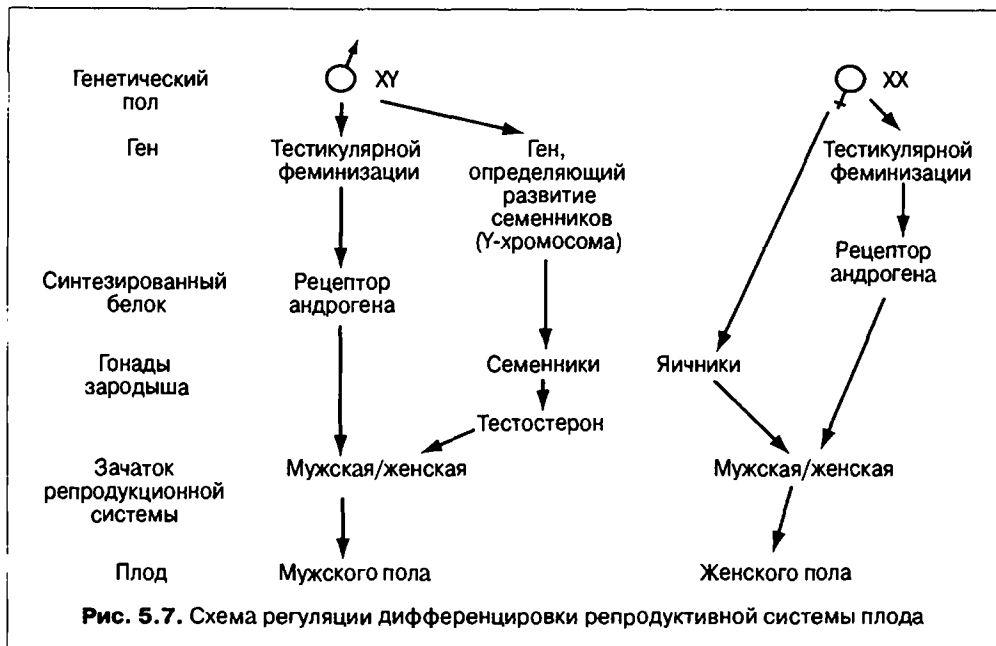 Генетический
пол
XY
XX
Ген
Тестикулярной
феминизации
Ген,
определяющий
развитие
семенников
(Y-хромосома)
Тестикулярной
феминизации
Синтезированный
белок
Рецептор
андрогена
Рецептор
андрогена
Гонады
зародыша
Семенники
Яичники
Тестостерон
Зачаток
репродукционной
системы
Мужская/женская
Мужская/женская
Плод
Мужского пола
Женского пола
Рис. 5.7. Схема регуляции дифференцировки репродуктивной системы плода